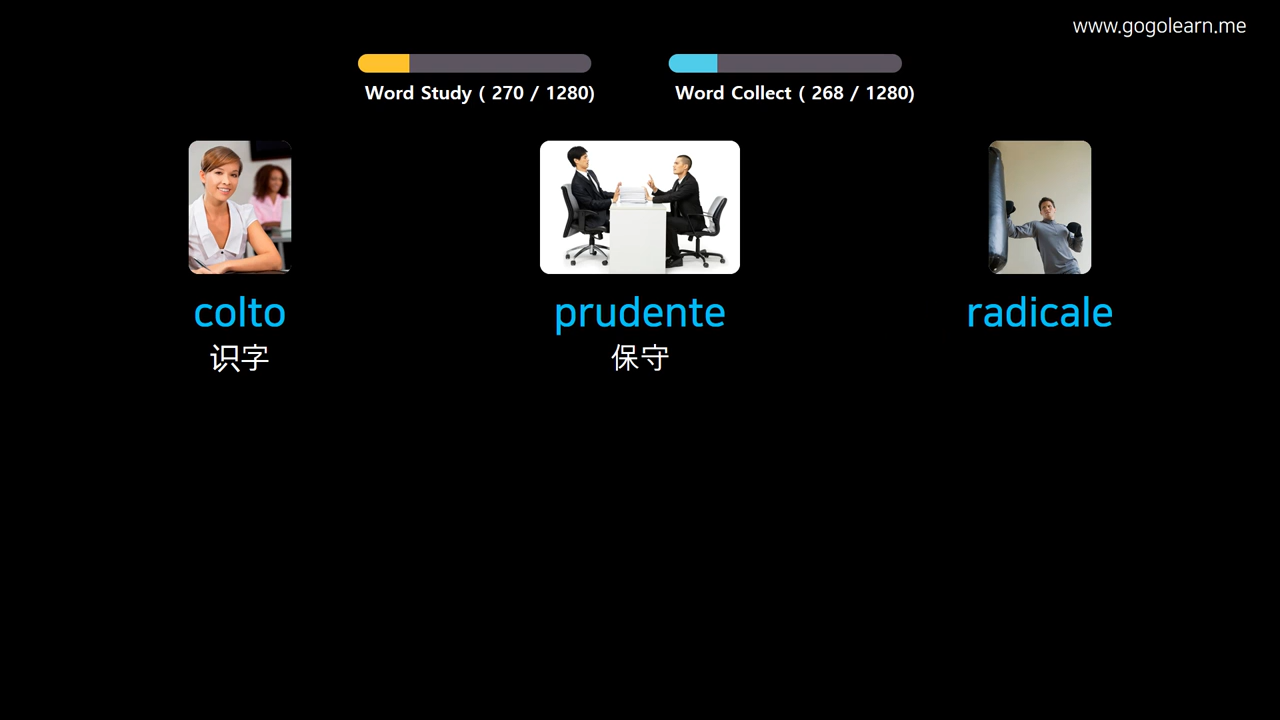 www.gogolearn.me
Word Study ( 270 / 1280)
Word Collect ( 268 / 1280)
colto
prudente
radicale
识字
保守